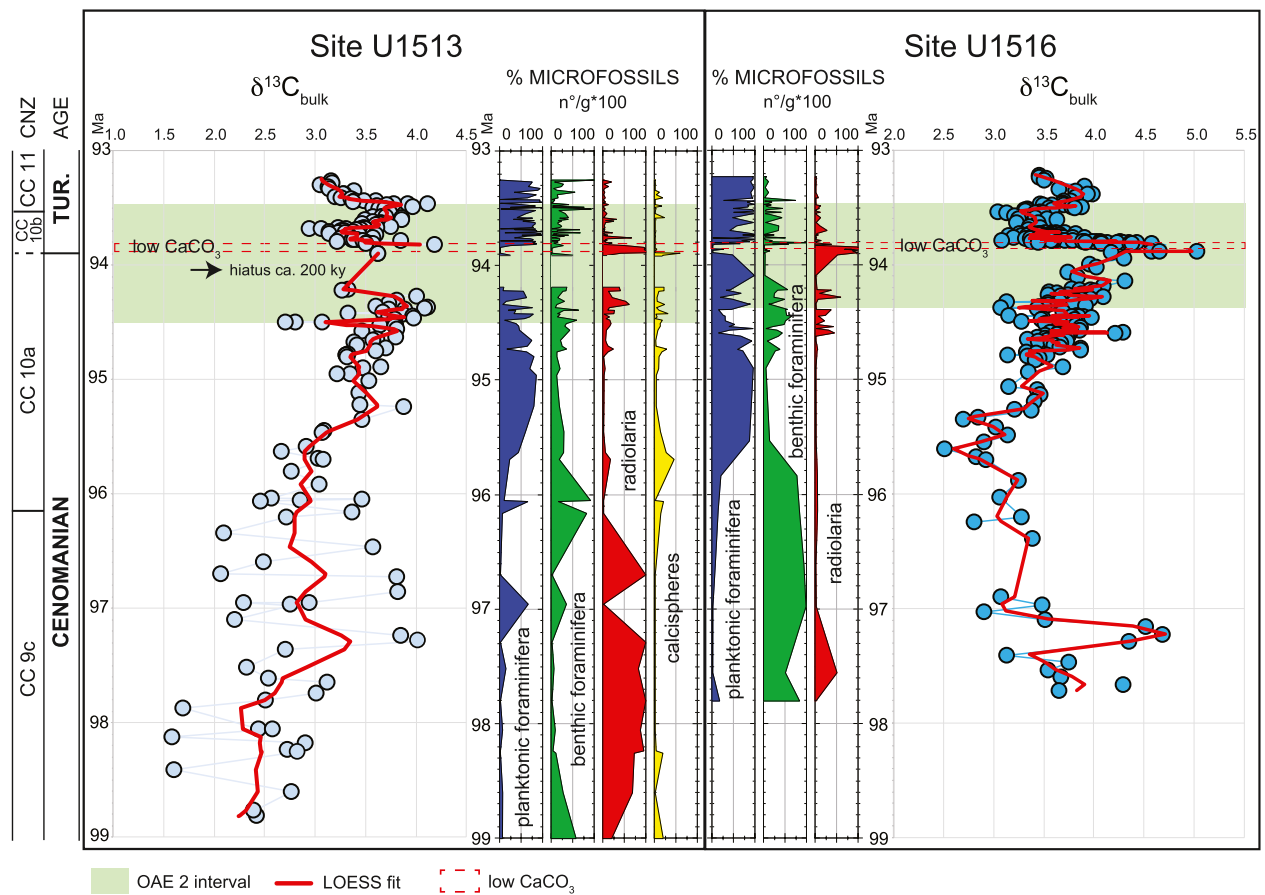 Site U1513
Site U1516
δ13Cbulk
% MICROFOSSILS
n°/g*100
% MICROFOSSILS
n°/g*100
δ13Cbulk
CNZ
AGE
Ma
1.0 2.0 2.5 3.0 3.5 4.0 4.5
Ma
0 100 0 100 0 100 0 100
0 100 0 100 0 100
Ma
2.0 2.5 3.0 3.5 4.0 4.5 5.0 5.5
93 93 93
CC 11
CC 10b
TUR.
low CaCO3
low CaCO3
94 94 94
hiatus ca. 200 ky
CC 10a
95 95 95
96 96 96
CENOMANIAN
CC 9c
97 97 97
98 98 98
99 99 99
planktonic foraminifera
benthic foraminifera
radiolaria
calcispheres
planktonic foraminifera
benthic foraminifera
radiolaria
OAE 2 interval LOESS fit low CaCO3